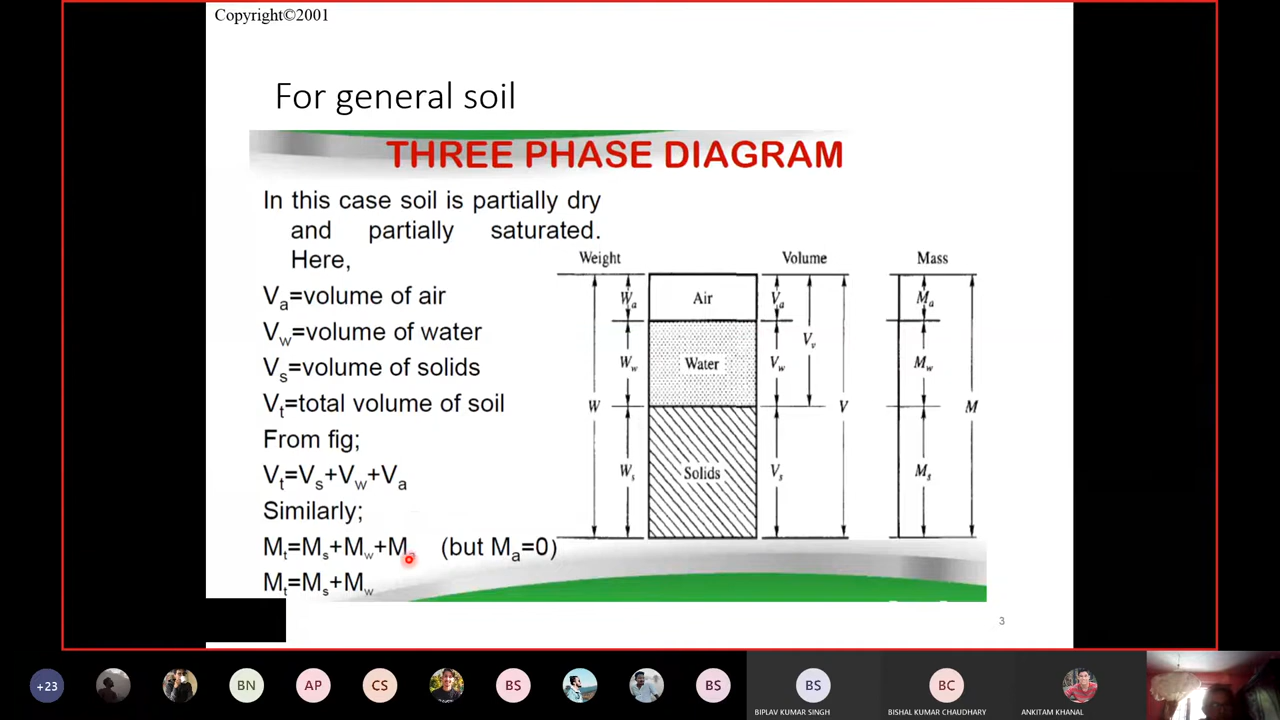 Copyright©2001
For general soil
THREE PHASE DIAGRAM
In this case soil is partially dry
and partially saturated.
Here,
Va=volume of air
Vw=volume of water
Vs=volume of solids
Vt=total volume of soil
From fig;
Vt=Vs+Vw+Va
Similarly;
Mt=Ms+Mw+M (but Ma=0)
Mt=Ms+Mw
Weight Volume Mass
Wa Air Va Ma
Vv
Ww Water Vw Mw
W V M
Ws Solids Vs Ms
3
+23 BN AP CS BS BS BS BC
BIPLAV KUMAR SINGH BISHAL KUMAR CHAUDHARY ANKITAM KHANAL